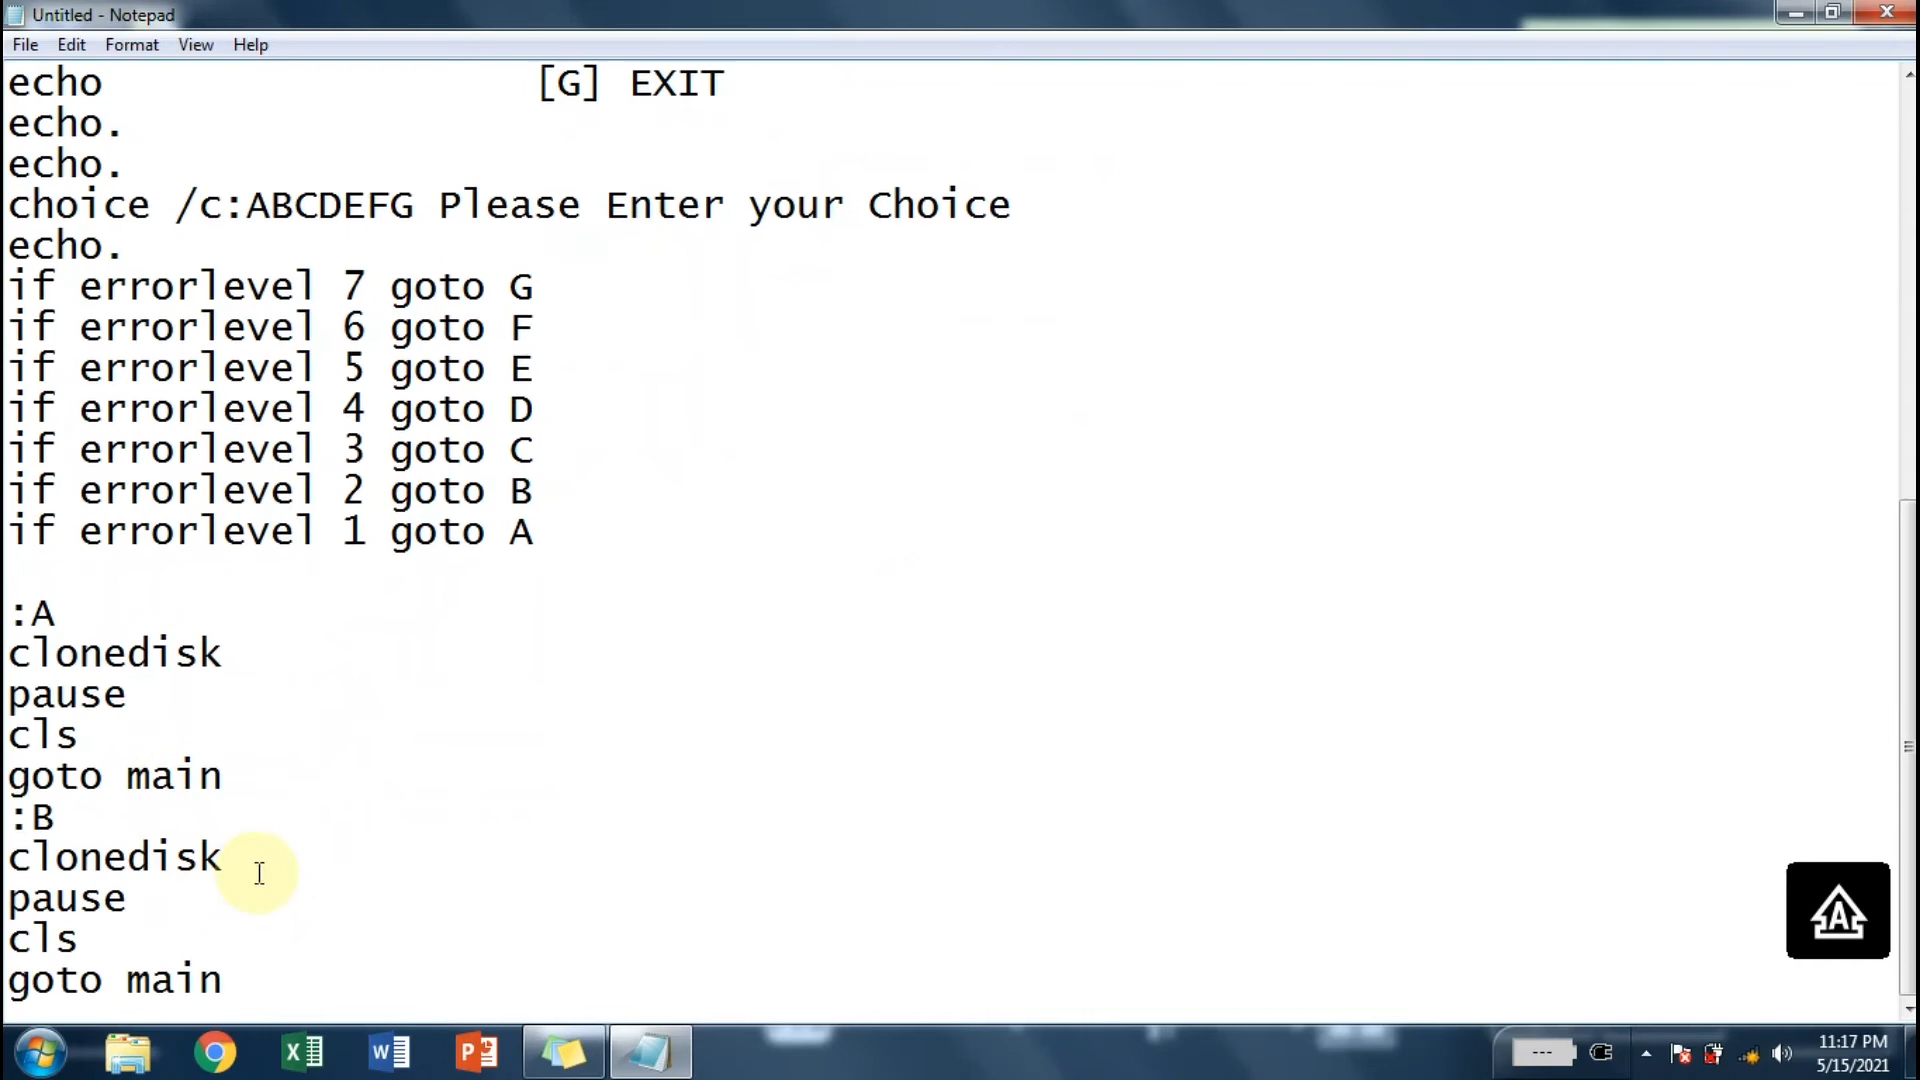 Untitled - Notepad
File Edit Format View Help
echo                      [G] EXIT
echo.
echo.
choice /c:ABCDEFG Please Enter your Choice
echo.
if errorlevel 7 goto G
if errorlevel 6 goto F
if errorlevel 5 goto E
if errorlevel 4 goto D
if errorlevel 3 goto C
if errorlevel 2 goto B
if errorlevel 1 goto A

:A
clonedisk
pause
cls
goto main
:B
clonedisk
pause
cls
goto main
A
---
11:17 PM
5/15/2021